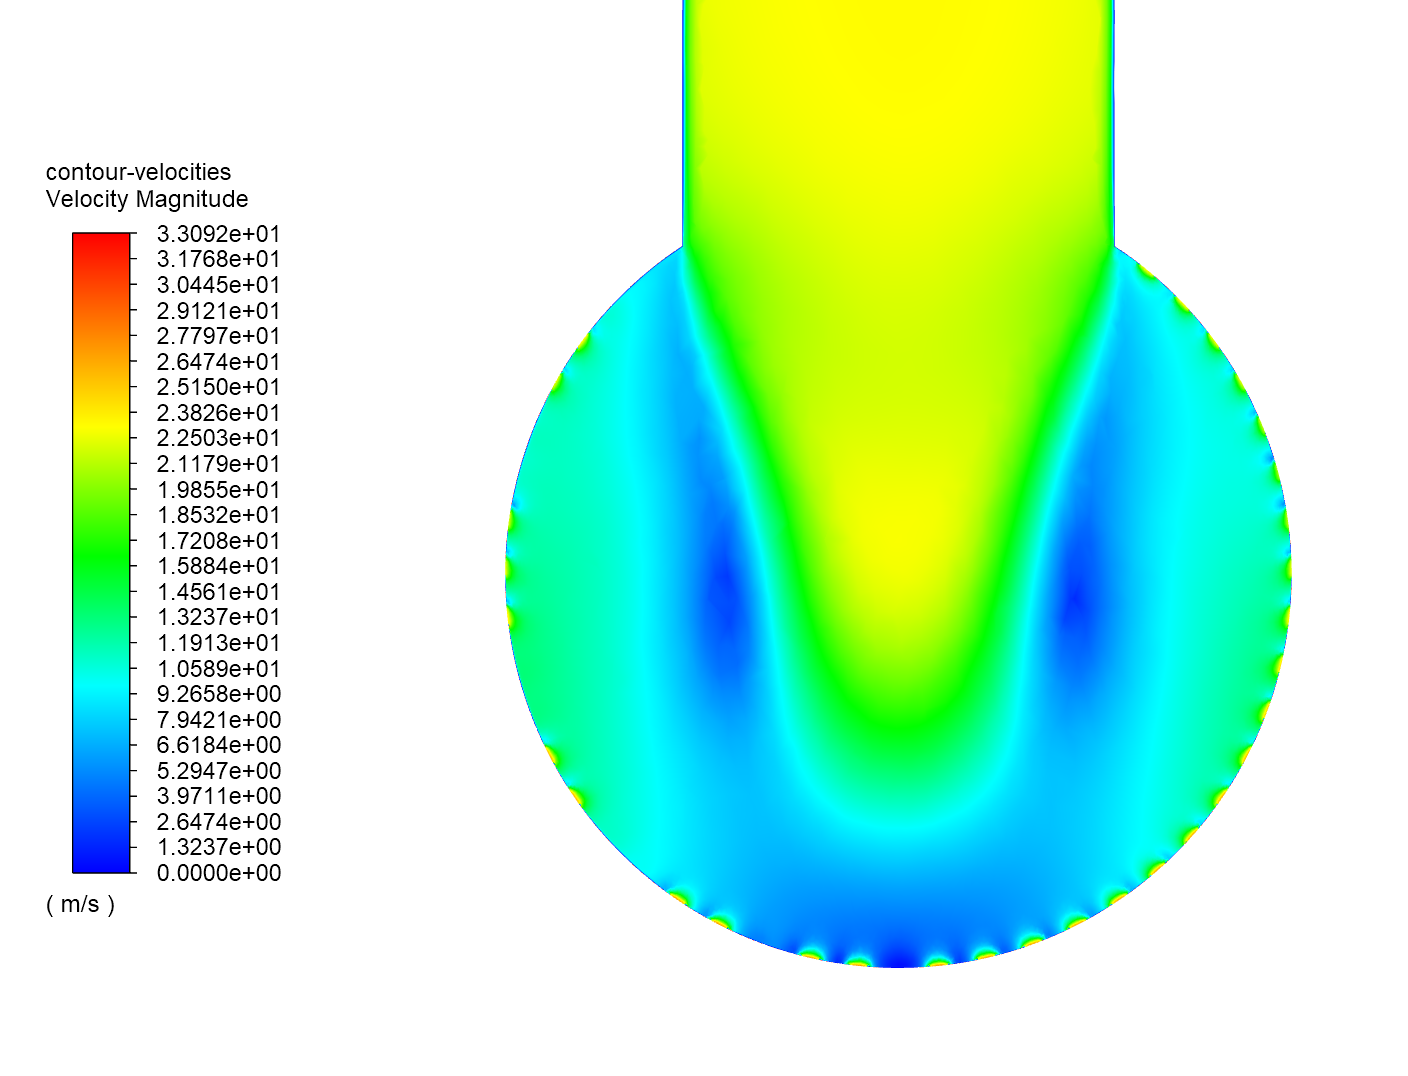 contour-velocities
Velocity Magnitude
3.3092e+01
3.1768e+01
3.0445e+01
2.9121e+01
2.7797e+01
2.6474e+01
2.5150e+01
2.3826e+01
2.2503e+01
2.1179e+01
1.9855e+01
1.8532e+01
1.7208e+01
1.5884e+01
1.4561e+01
1.3237e+01
1.1913e+01
1.0589e+01
9.2658e+00
7.9421e+00
6.6184e+00
5.2947e+00
3.9711e+00
2.6474e+00
1.3237e+00
0.0000e+00
( m/s )